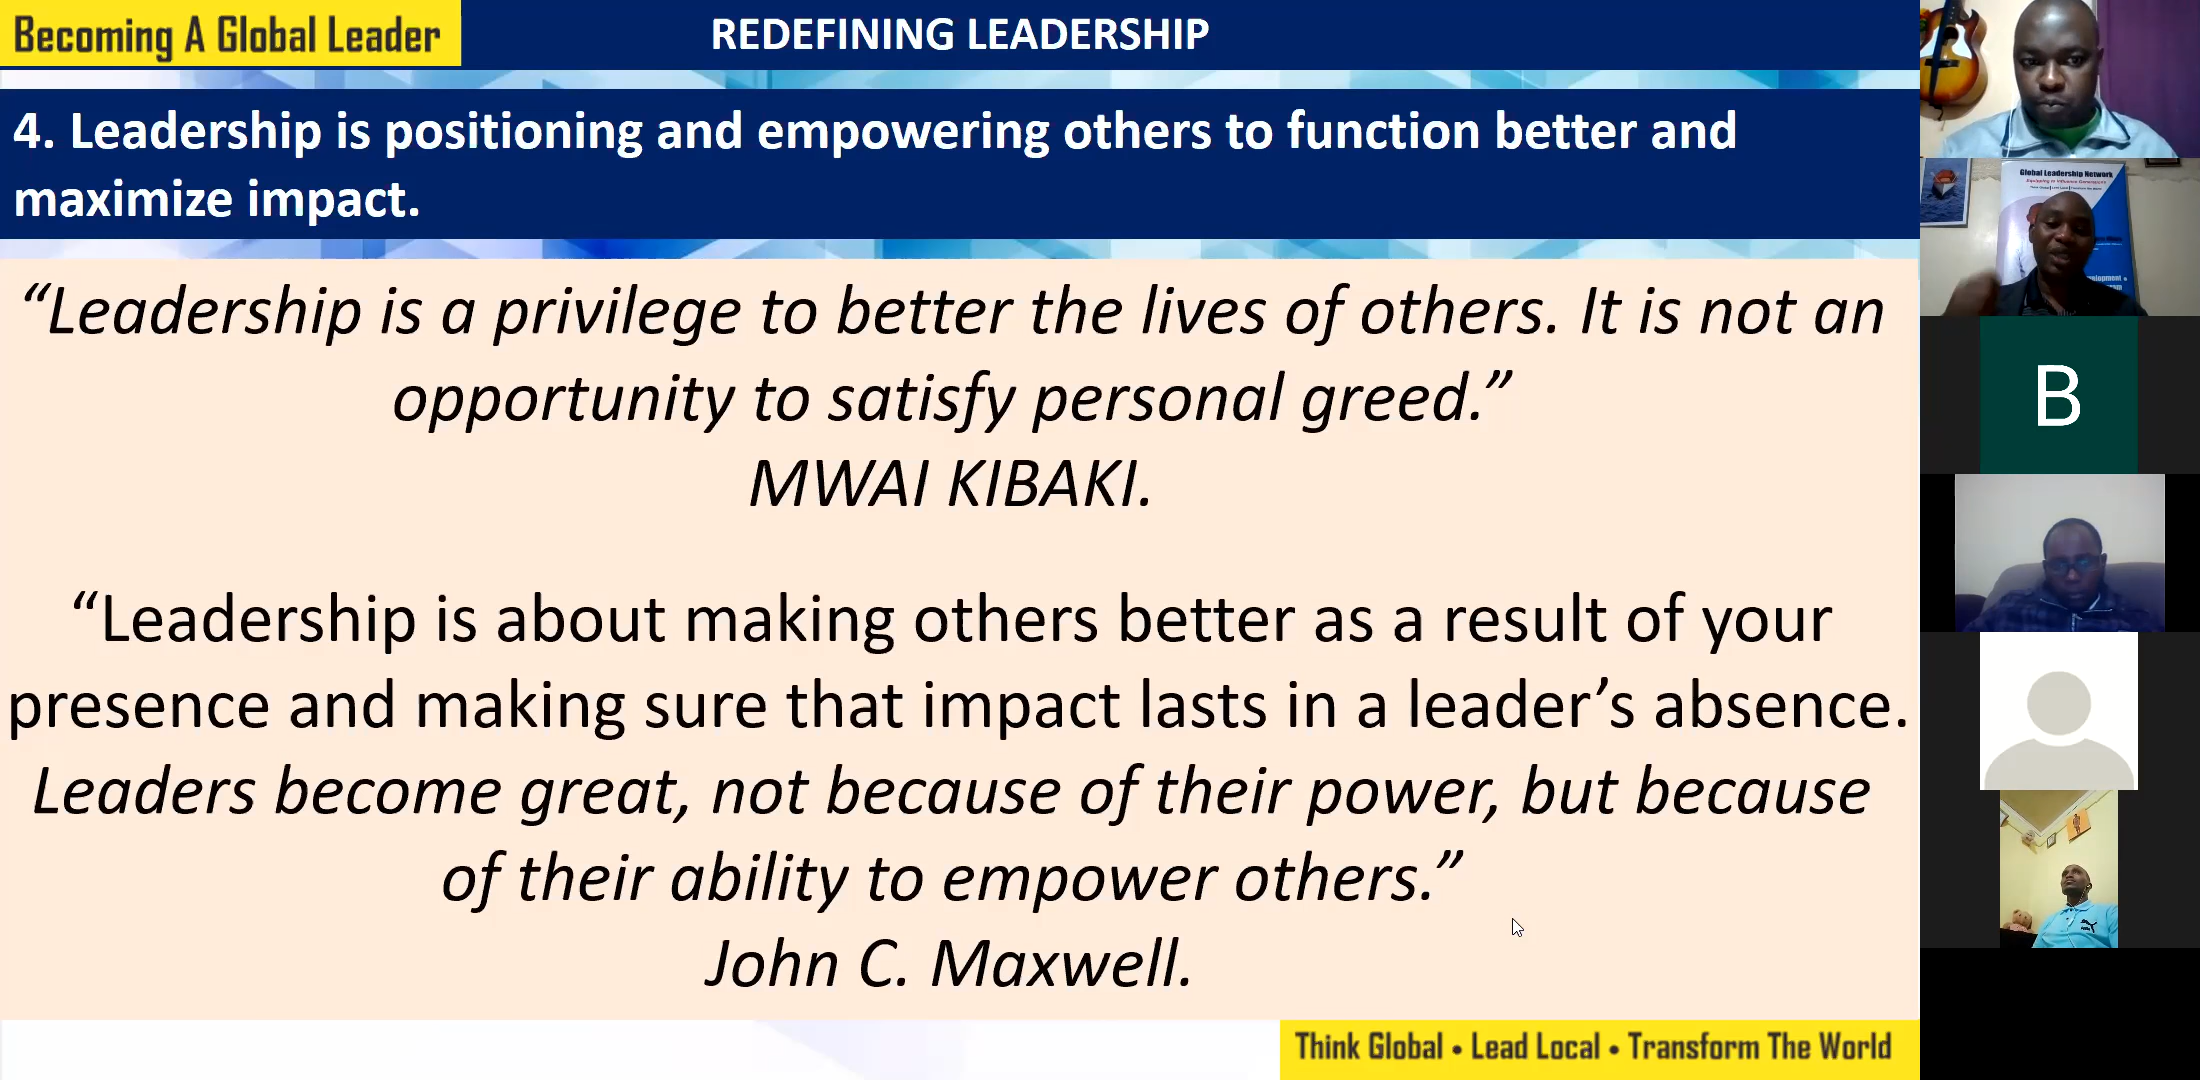 Becoming A Global Leader
REDEFINING LEADERSHIP
4. Leadership is positioning and empowering others to function better and
maximize impact.
“Leadership is a privilege to better the lives of others. It is not an
opportunity to satisfy personal greed.”
MWAI KIBAKI.
“Leadership is about making others better as a result of your
presence and making sure that impact lasts in a leader’s absence.
Leaders become great, not because of their power, but because
of their ability to empower others.”
John C. Maxwell.
Think Global • Lead Local • Transform The World
Global Leadership Network
B